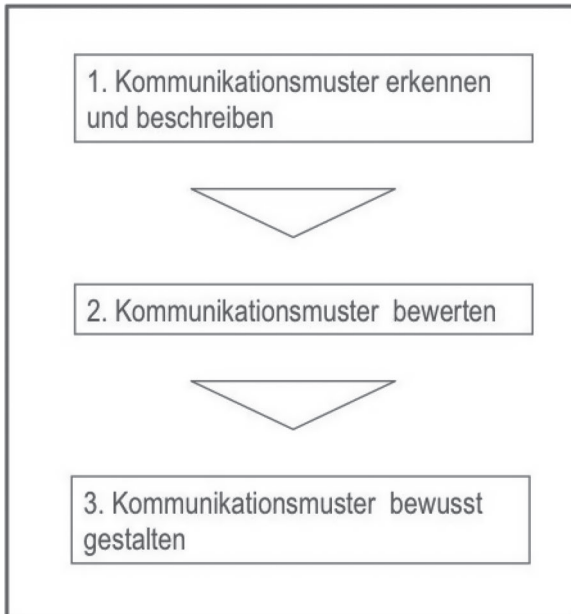 1. Kommunikationsmuster erkennen
und beschreiben
2. Kommunikationsmuster bewerten
3. Kommunikationsmuster bewusst
gestalten